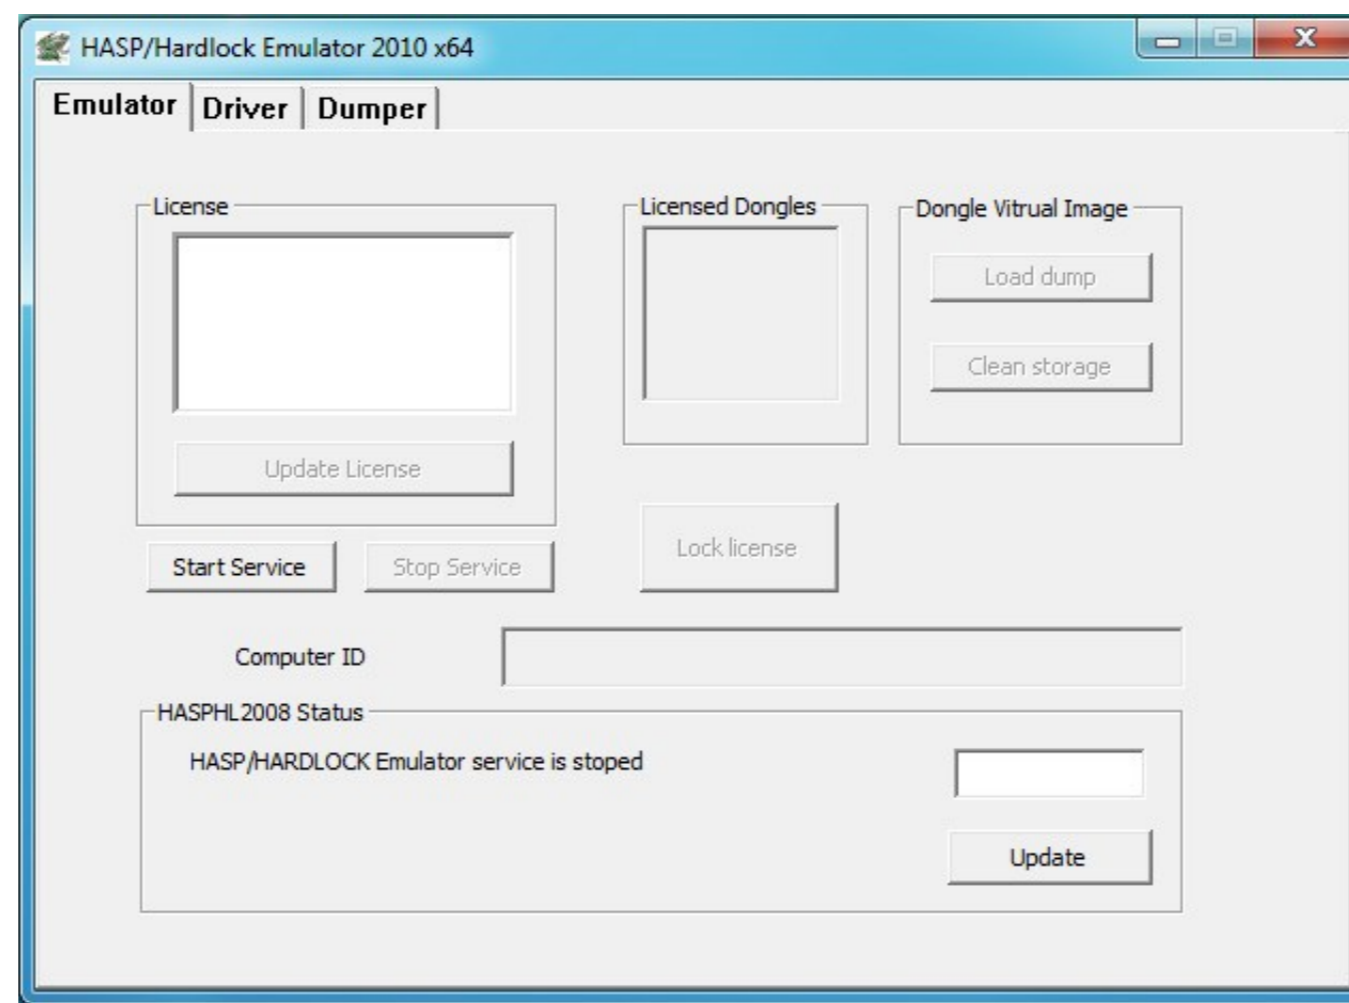 HASP/Hardlock Emulator 2010 x64
Emulator Driver Dumper
License
Licensed Dongles
Dongle Vitrual Image
Load dump
Clean storage
Update License
Start Service
Stop Service
Lock license
Computer ID
HASPHL2008 Status
HASP/HARDLOCK Emulator service is stoped
Update